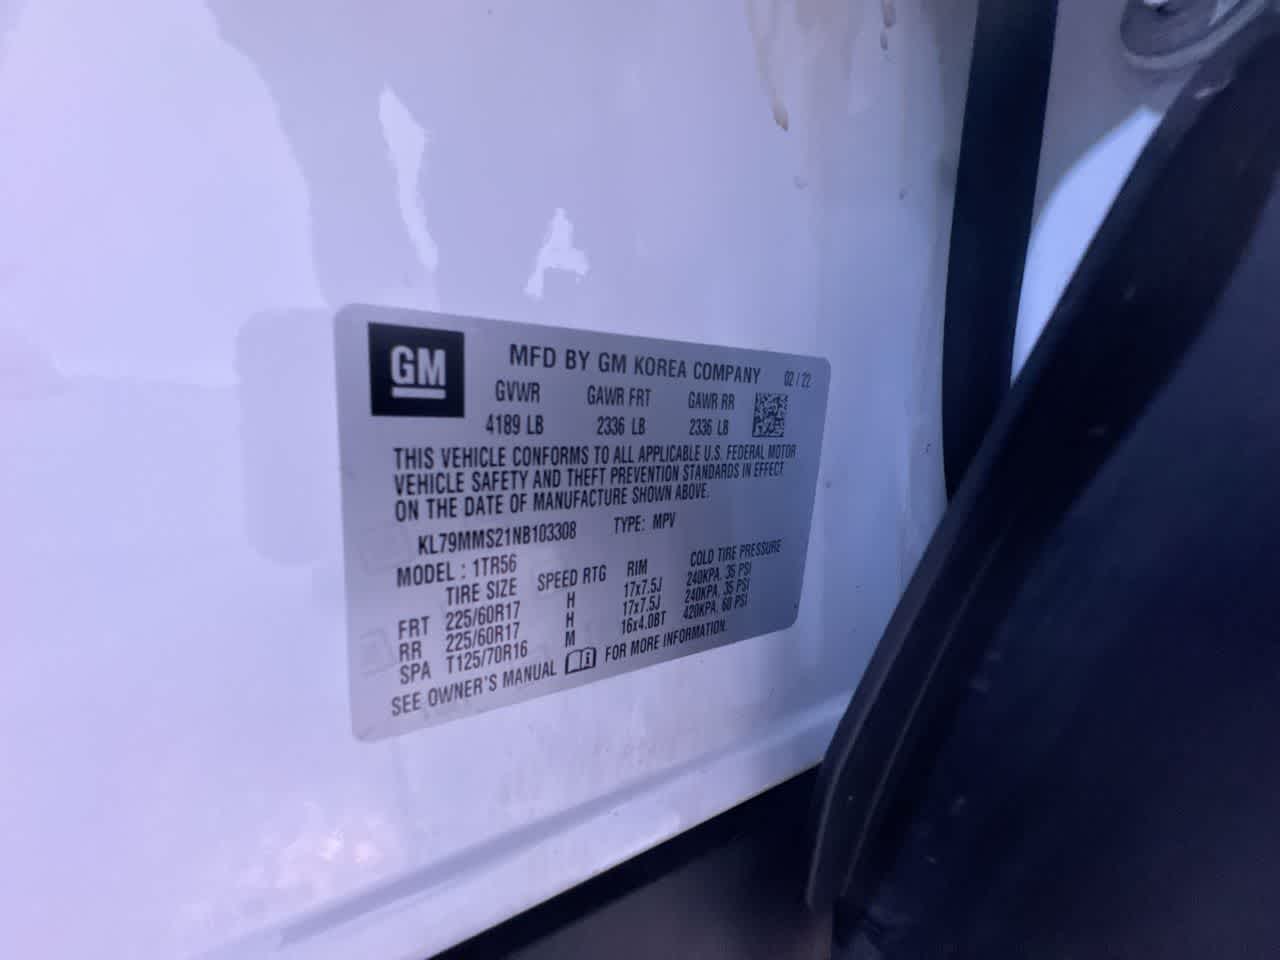 GM
MFD BY GM KOREA COMPANY 02 / 22
GVWR GAWR FRT GAWR RR
4189 LB 2336 LB 2336 LB
THIS VEHICLE CONFORMS TO ALL APPLICABLE U.S. FEDERAL MOTOR
VEHICLE SAFETY AND THEFT PREVENTION STANDARDS IN EFFECT
ON THE DATE OF MANUFACTURE SHOWN ABOVE.
KL79MMS21NB103308 TYPE: MPV
MODEL : 1TR56
TIRE SIZE SPEED RTG RIM COLD TIRE PRESSURE
FRT 225/60R17 H 17x7.5J 240KPA, 35 PSI
RR 225/60R17 H 17x7.5J 240KPA, 35 PSI
SPA T125/70R16 M 16x4.0BT 420KPA, 60 PSI
SEE OWNER'S MANUAL FOR MORE INFORMATION.